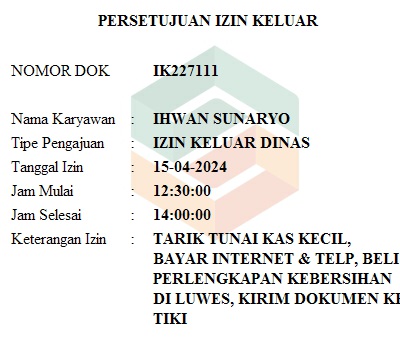 PERSETUJUAN IZIN KELUAR
NOMOR DOK IK227111
Nama Karyawan : IHWAN SUNARYO
Tipe Pengajuan : IZIN KELUAR DINAS
Tanggal Izin : 15-04-2024
Jam Mulai : 12:30:00
Jam Selesai : 14:00:00
Keterangan Izin : TARIK TUNAI KAS KECIL,
BAYAR INTERNET & TELP, BELI
PERLENGKAPAN KEBERSIHAN
DI LUWES, KIRIM DOKUMEN KE
TIKI